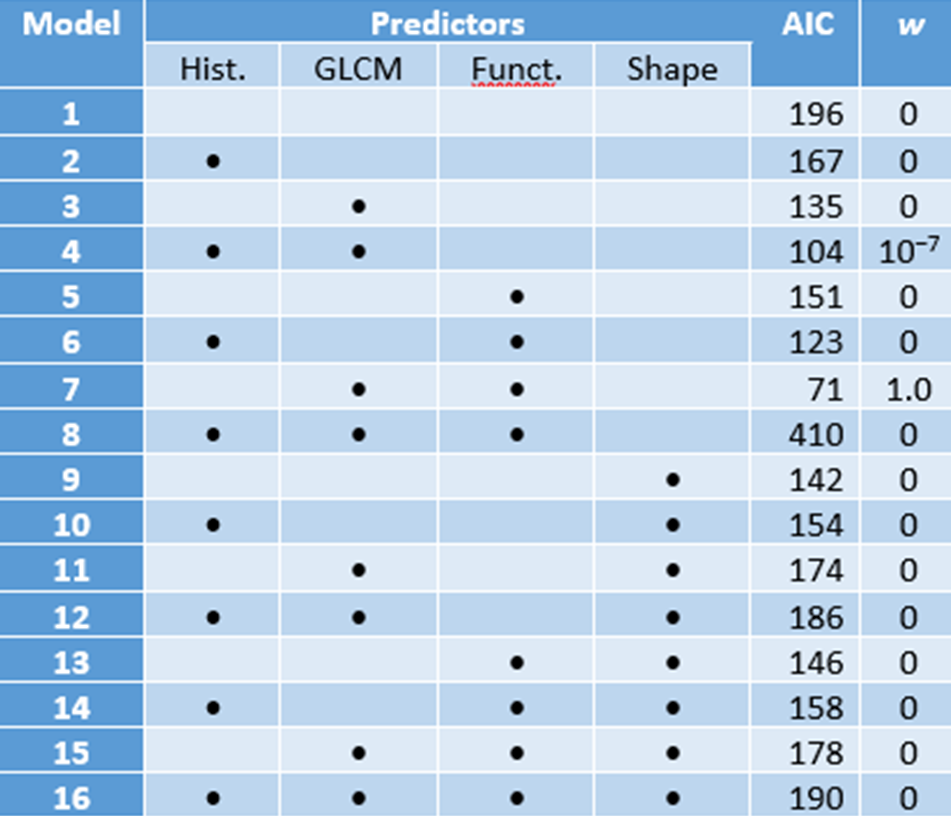 Model Predictors AIC w
Hist. GLCM Funct. Shape
1 196 0
2 • 167 0
3 • 135 0
4 • • 104 10⁻⁷
5 • 151 0
6 • • 123 0
7 • • 71 1.0
8 • • • 410 0
9 • 142 0
10 • • 154 0
11 • • 174 0
12 • • • 186 0
13 • • 146 0
14 • • • 158 0
15 • • • 178 0
16 • • • • 190 0